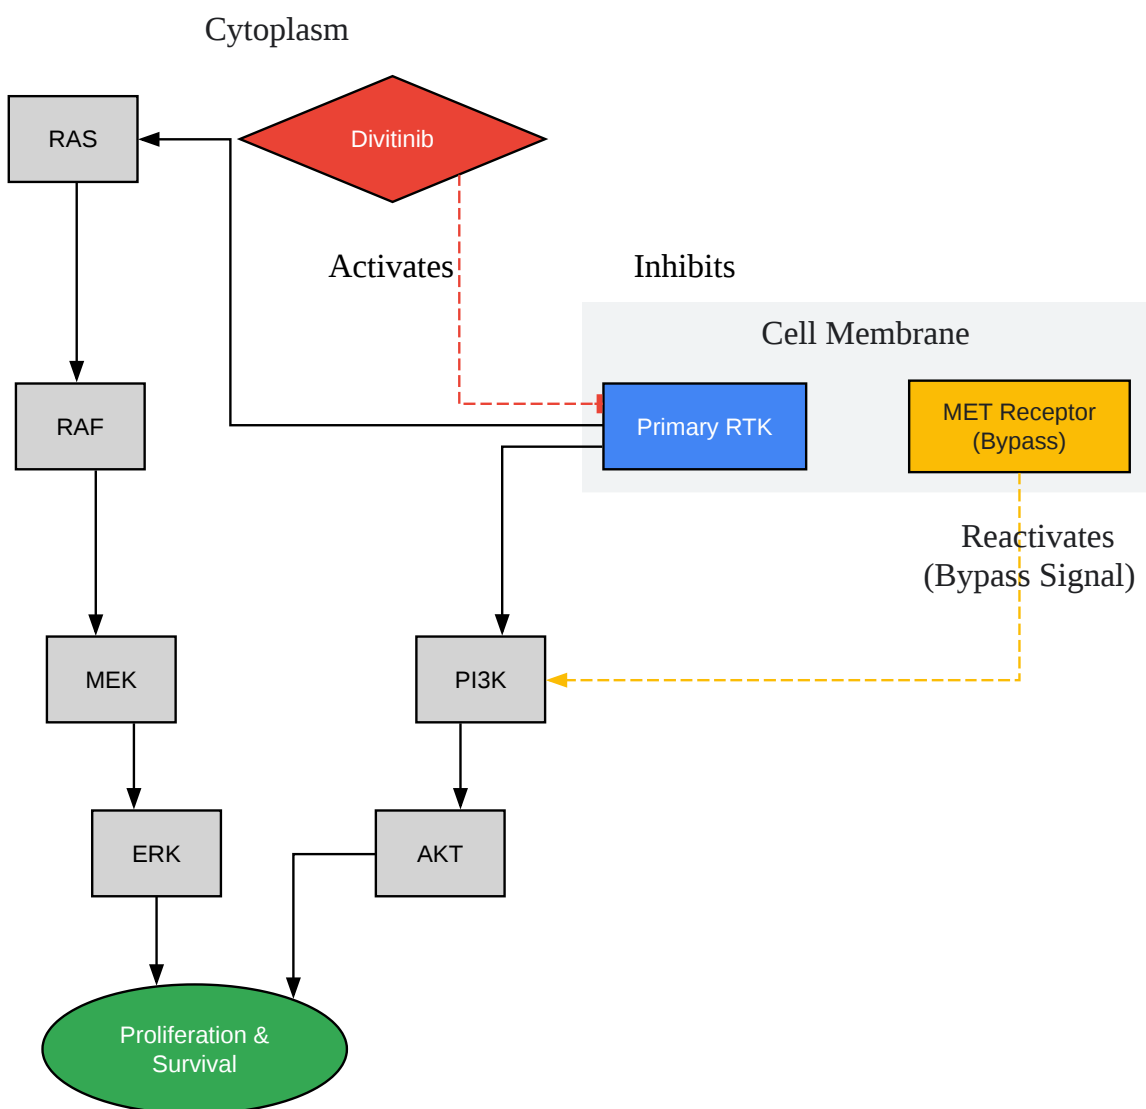 Cytoplasm
RAS
Divitinib
Activates
Inhibits
Cell Membrane
RAF
Primary RTK
MET Receptor
(Bypass)
Reactivates
(Bypass Signal)
MEK
PI3K
ERK
AKT
Proliferation &
Survival